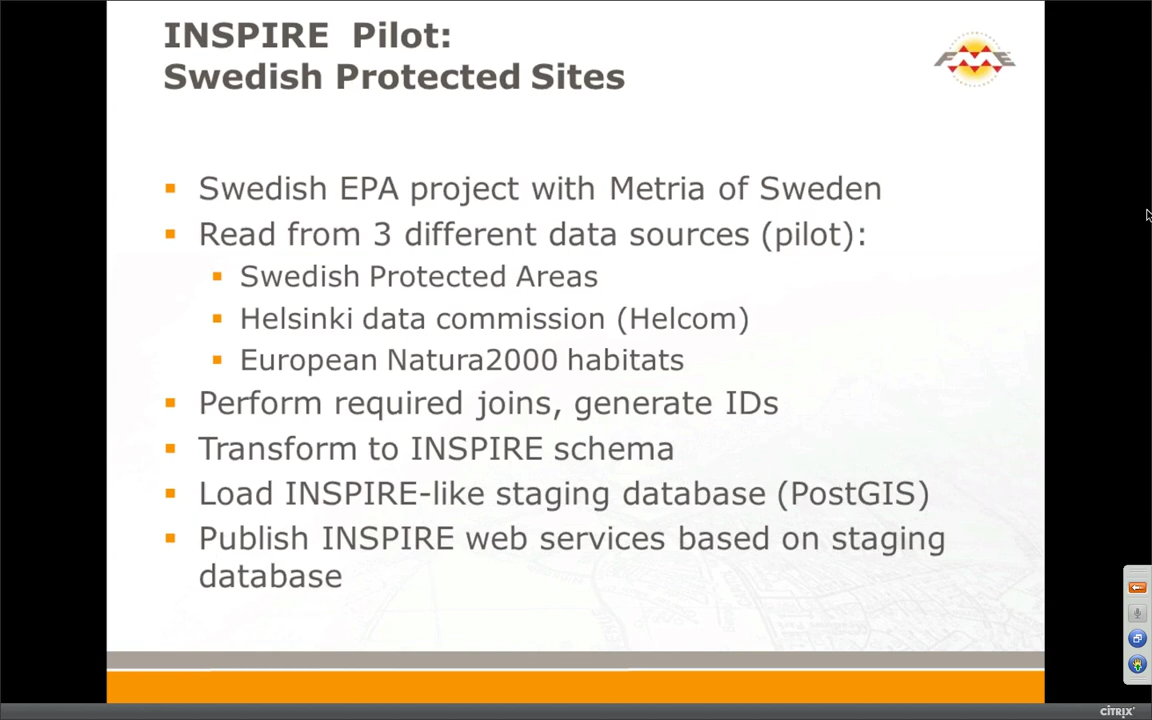 INSPIRE Pilot:
Swedish Protected Sites
FME
Swedish EPA project with Metria of Sweden
Read from 3 different data sources (pilot):
Swedish Protected Areas
Helsinki data commission (Helcom)
European Natura2000 habitats
Perform required joins, generate IDs
Transform to INSPIRE schema
Load INSPIRE-like staging database (PostGIS)
Publish INSPIRE web services based on staging
database
CITRIX